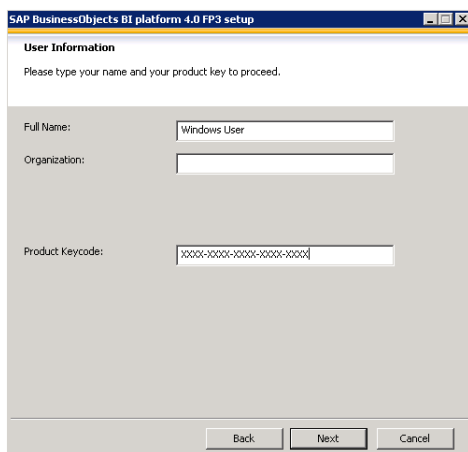 SAP BusinessObjects BI platform 4.0 FP3 setup
User Information
Please type your name and your product key to proceed.
Full Name:
Windows User
Organization:
Product Keycode:
XXXX-XXXX-XXXX-XXXX-XXXX
Back Next Cancel